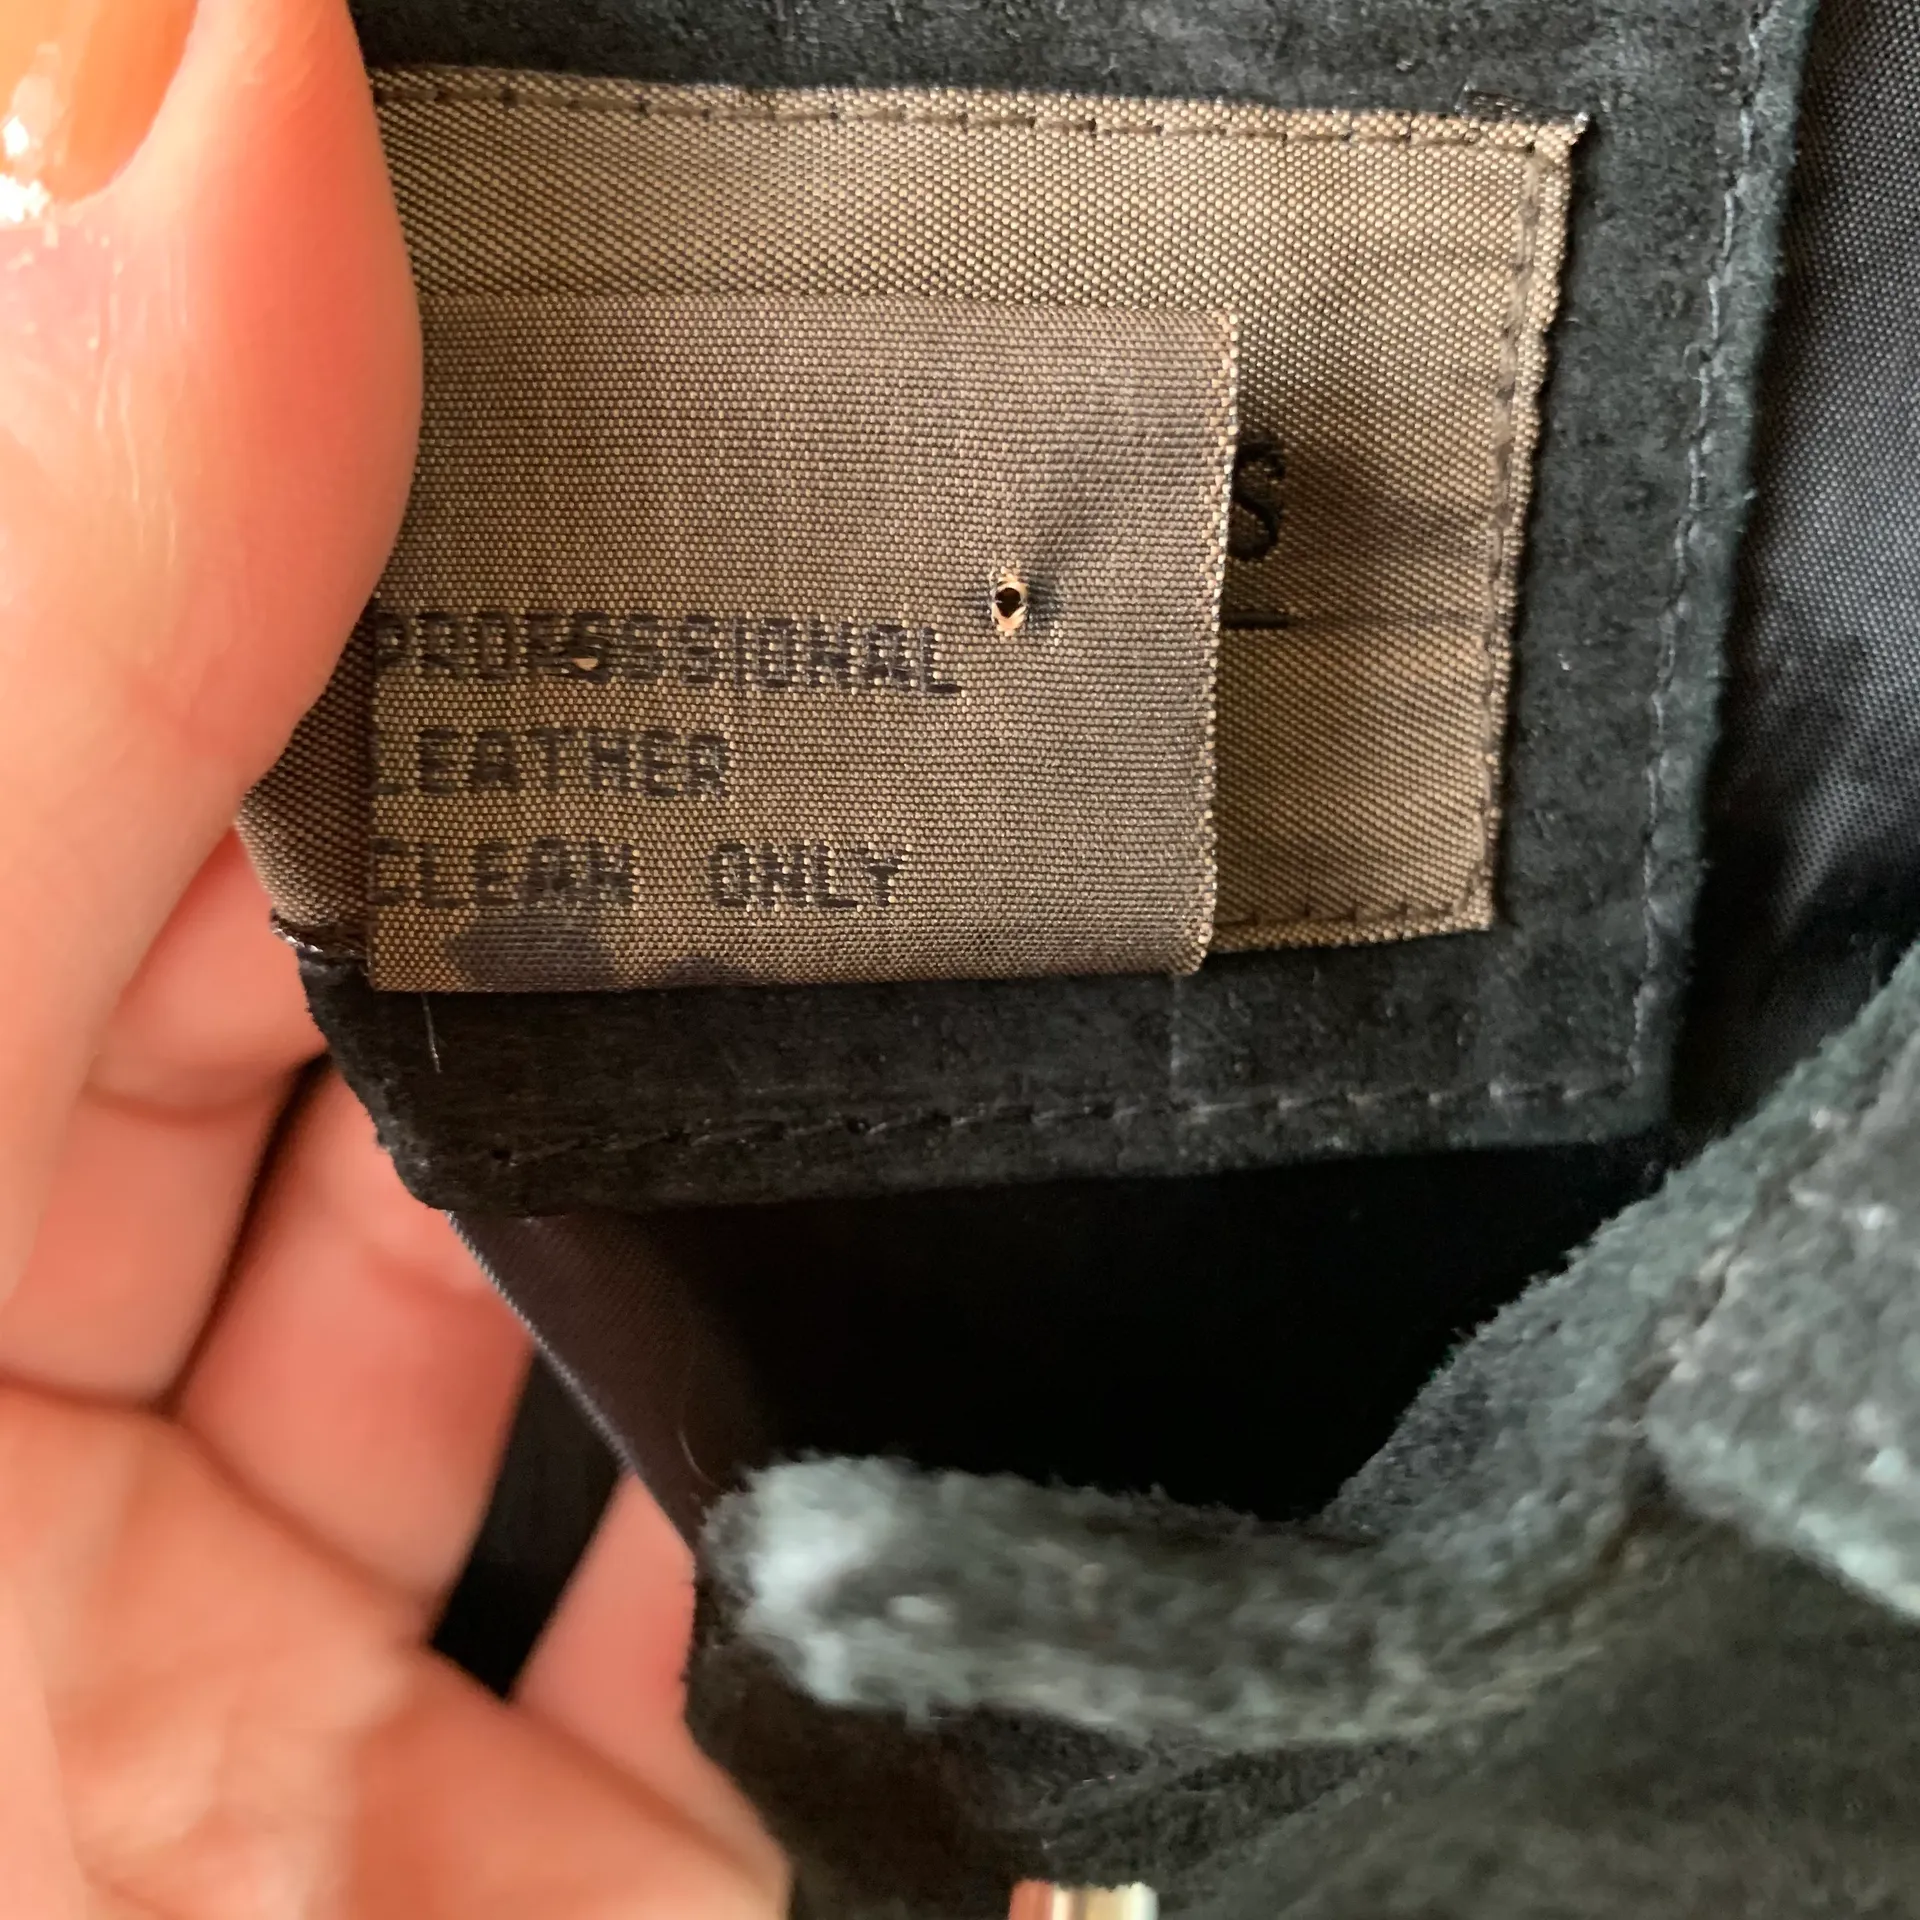 S
PROFESSIONAL
LEATHER
CLEAN ONLY